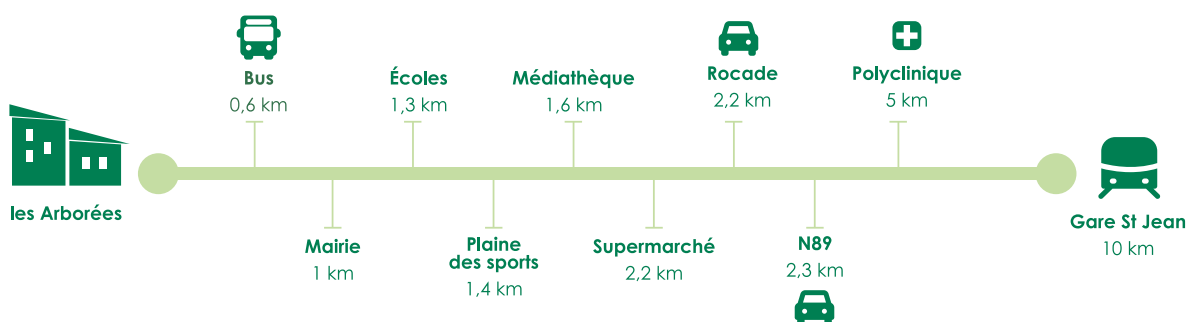 les Arborées
Bus
0,6 km
Mairie
1 km
Écoles
1,3 km
Plaine
des sports
1,4 km
Médiathèque
1,6 km
Supermarché
2,2 km
Rocade
2,2 km
N89
2,3 km
Polyclinique
5 km
Gare St Jean
10 km